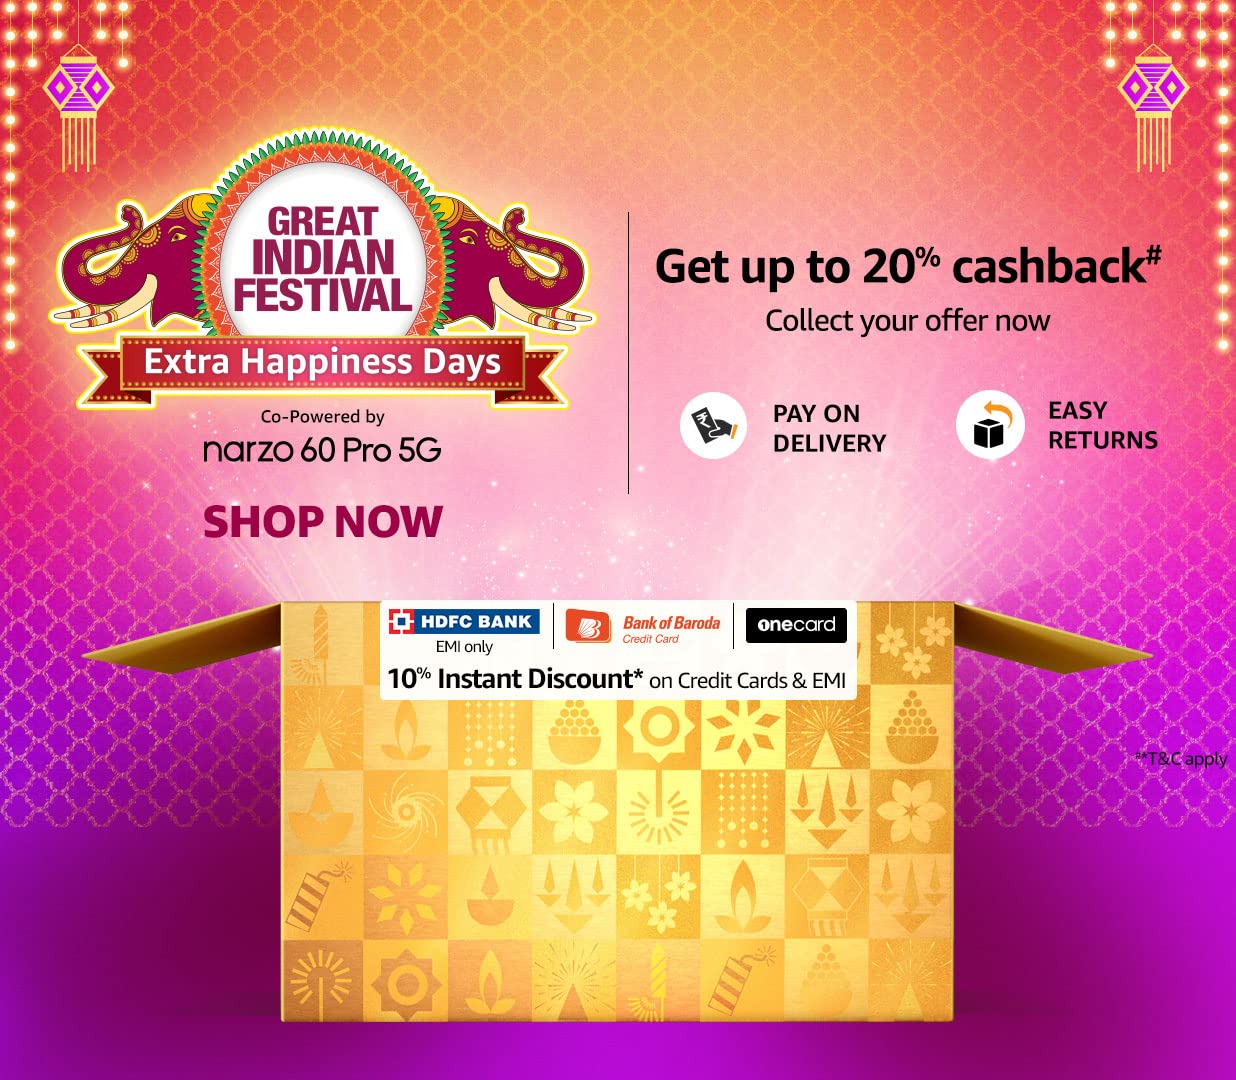 GREAT
INDIAN
FESTIVAL
Extra Happiness Days
Co-Powered by
narzo 60 Pro 5G
SHOP NOW
Get up to 20% cashback#
Collect your offer now
₹
PAY ON
DELIVERY
EASY
RETURNS
HDFC BANK
EMI only
Bank of Baroda
Credit Card
onecard
10% Instant Discount* on Credit Cards & EMI
#*T&C apply